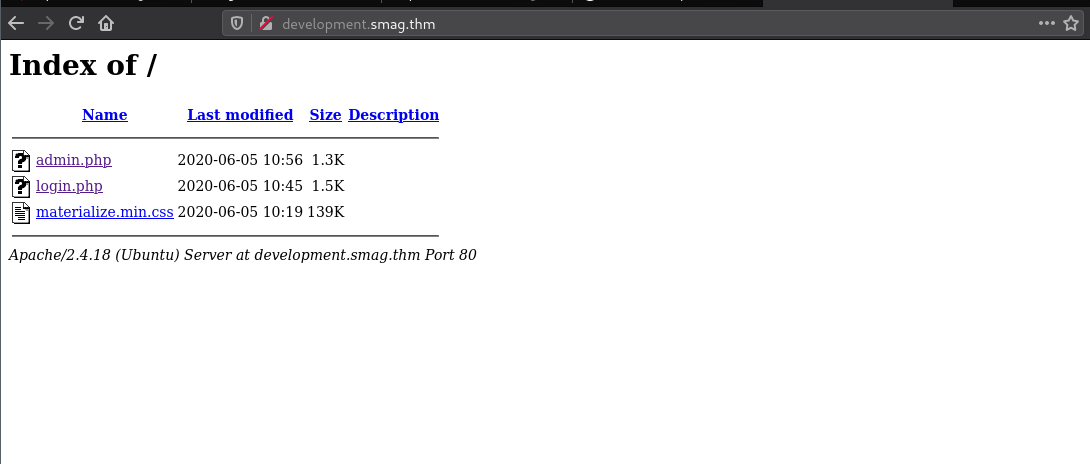 development.smag.thm
Index of /
Name Last modified Size Description
admin.php 2020-06-05 10:56 1.3K
login.php 2020-06-05 10:45 1.5K
materialize.min.css 2020-06-05 10:19 139K
Apache/2.4.18 (Ubuntu) Server at development.smag.thm Port 80